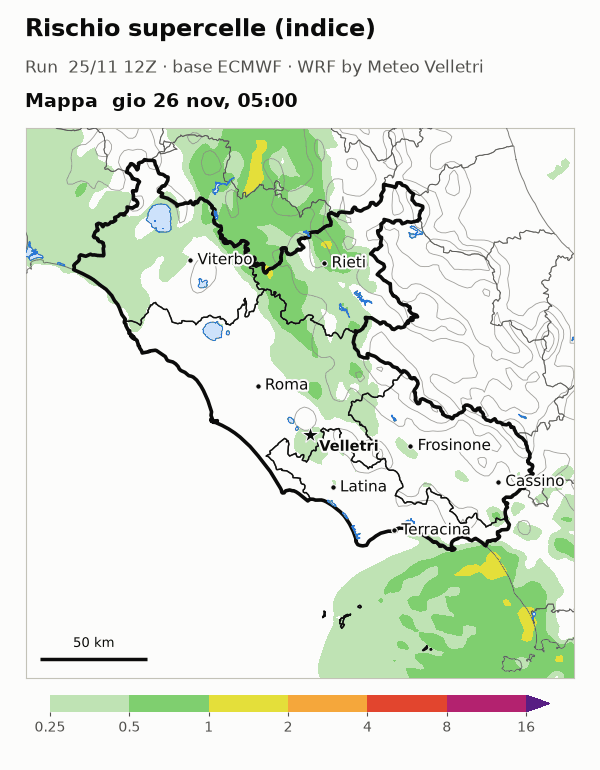 Rischio supercelle (indice)
Run 25/11 12Z · base ECMWF · WRF by Meteo Velletri
Mappa gio 26 nov, 05:00
Viterbo
Rieti
Roma
Velletri
Frosinone
Latina
Cassino
Terracina
50 km
0.25 0.5 1 2 4 8 16